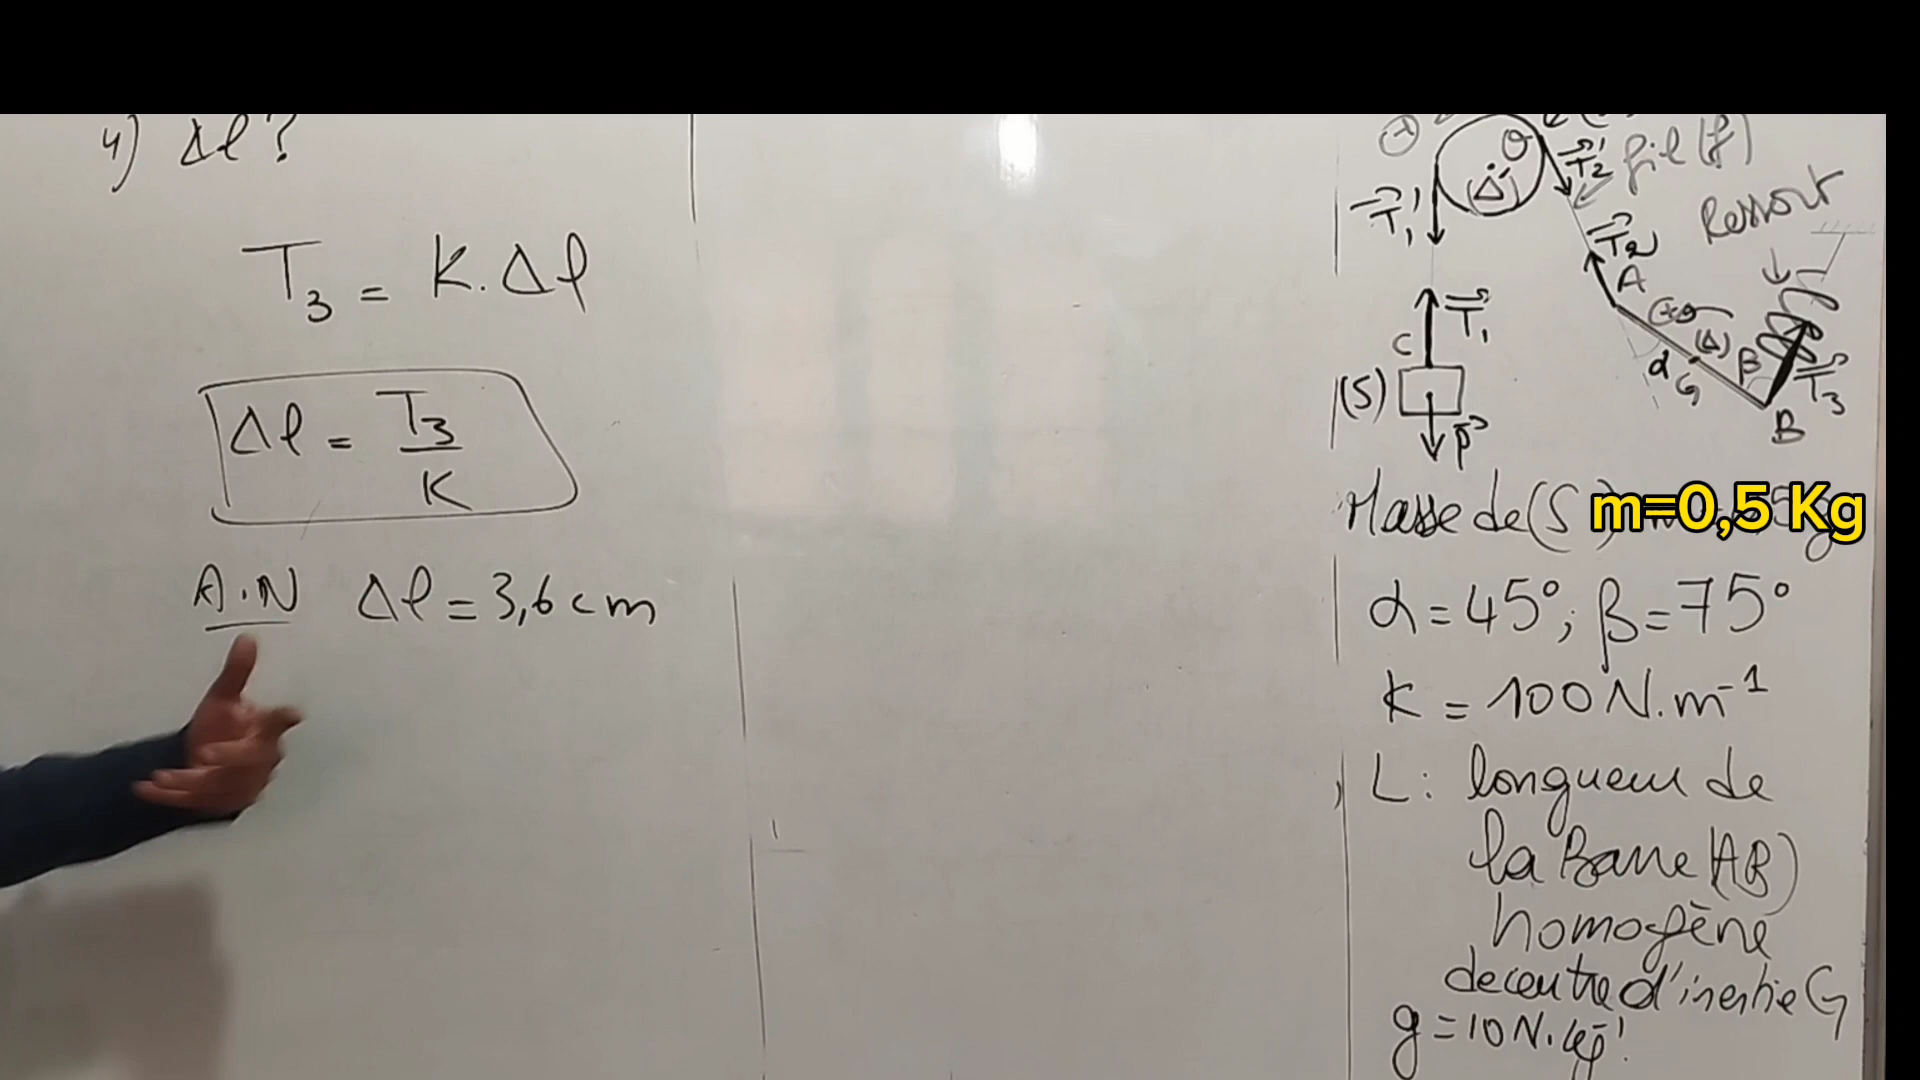 4) Δl?
T₃ = K.Δl
Δl = T₃/K
A.N Δl = 3,6 cm
O
(Δ')
T'₁
T'₂
fil (f)
Ressort
T₂
A
(Δ)
T₁
C
α
G
β
T₃
B
(S)
P
Masse de (S) m=0,5 Kg
α = 45°; β = 75°
K = 100 N.m⁻¹
L : longueur de
la Barre (AB)
homogène
de centre d'inertie G
g = 10 N.kg⁻¹.